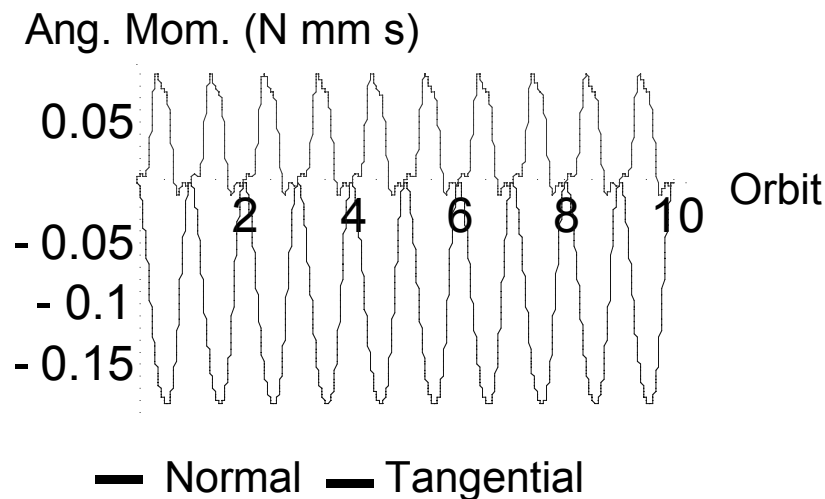 Ang. Mom. (N mm s)
0.05
Orbit
2 4 6 8 10
- 0.05
- 0.1
- 0.15
Normal Tangential